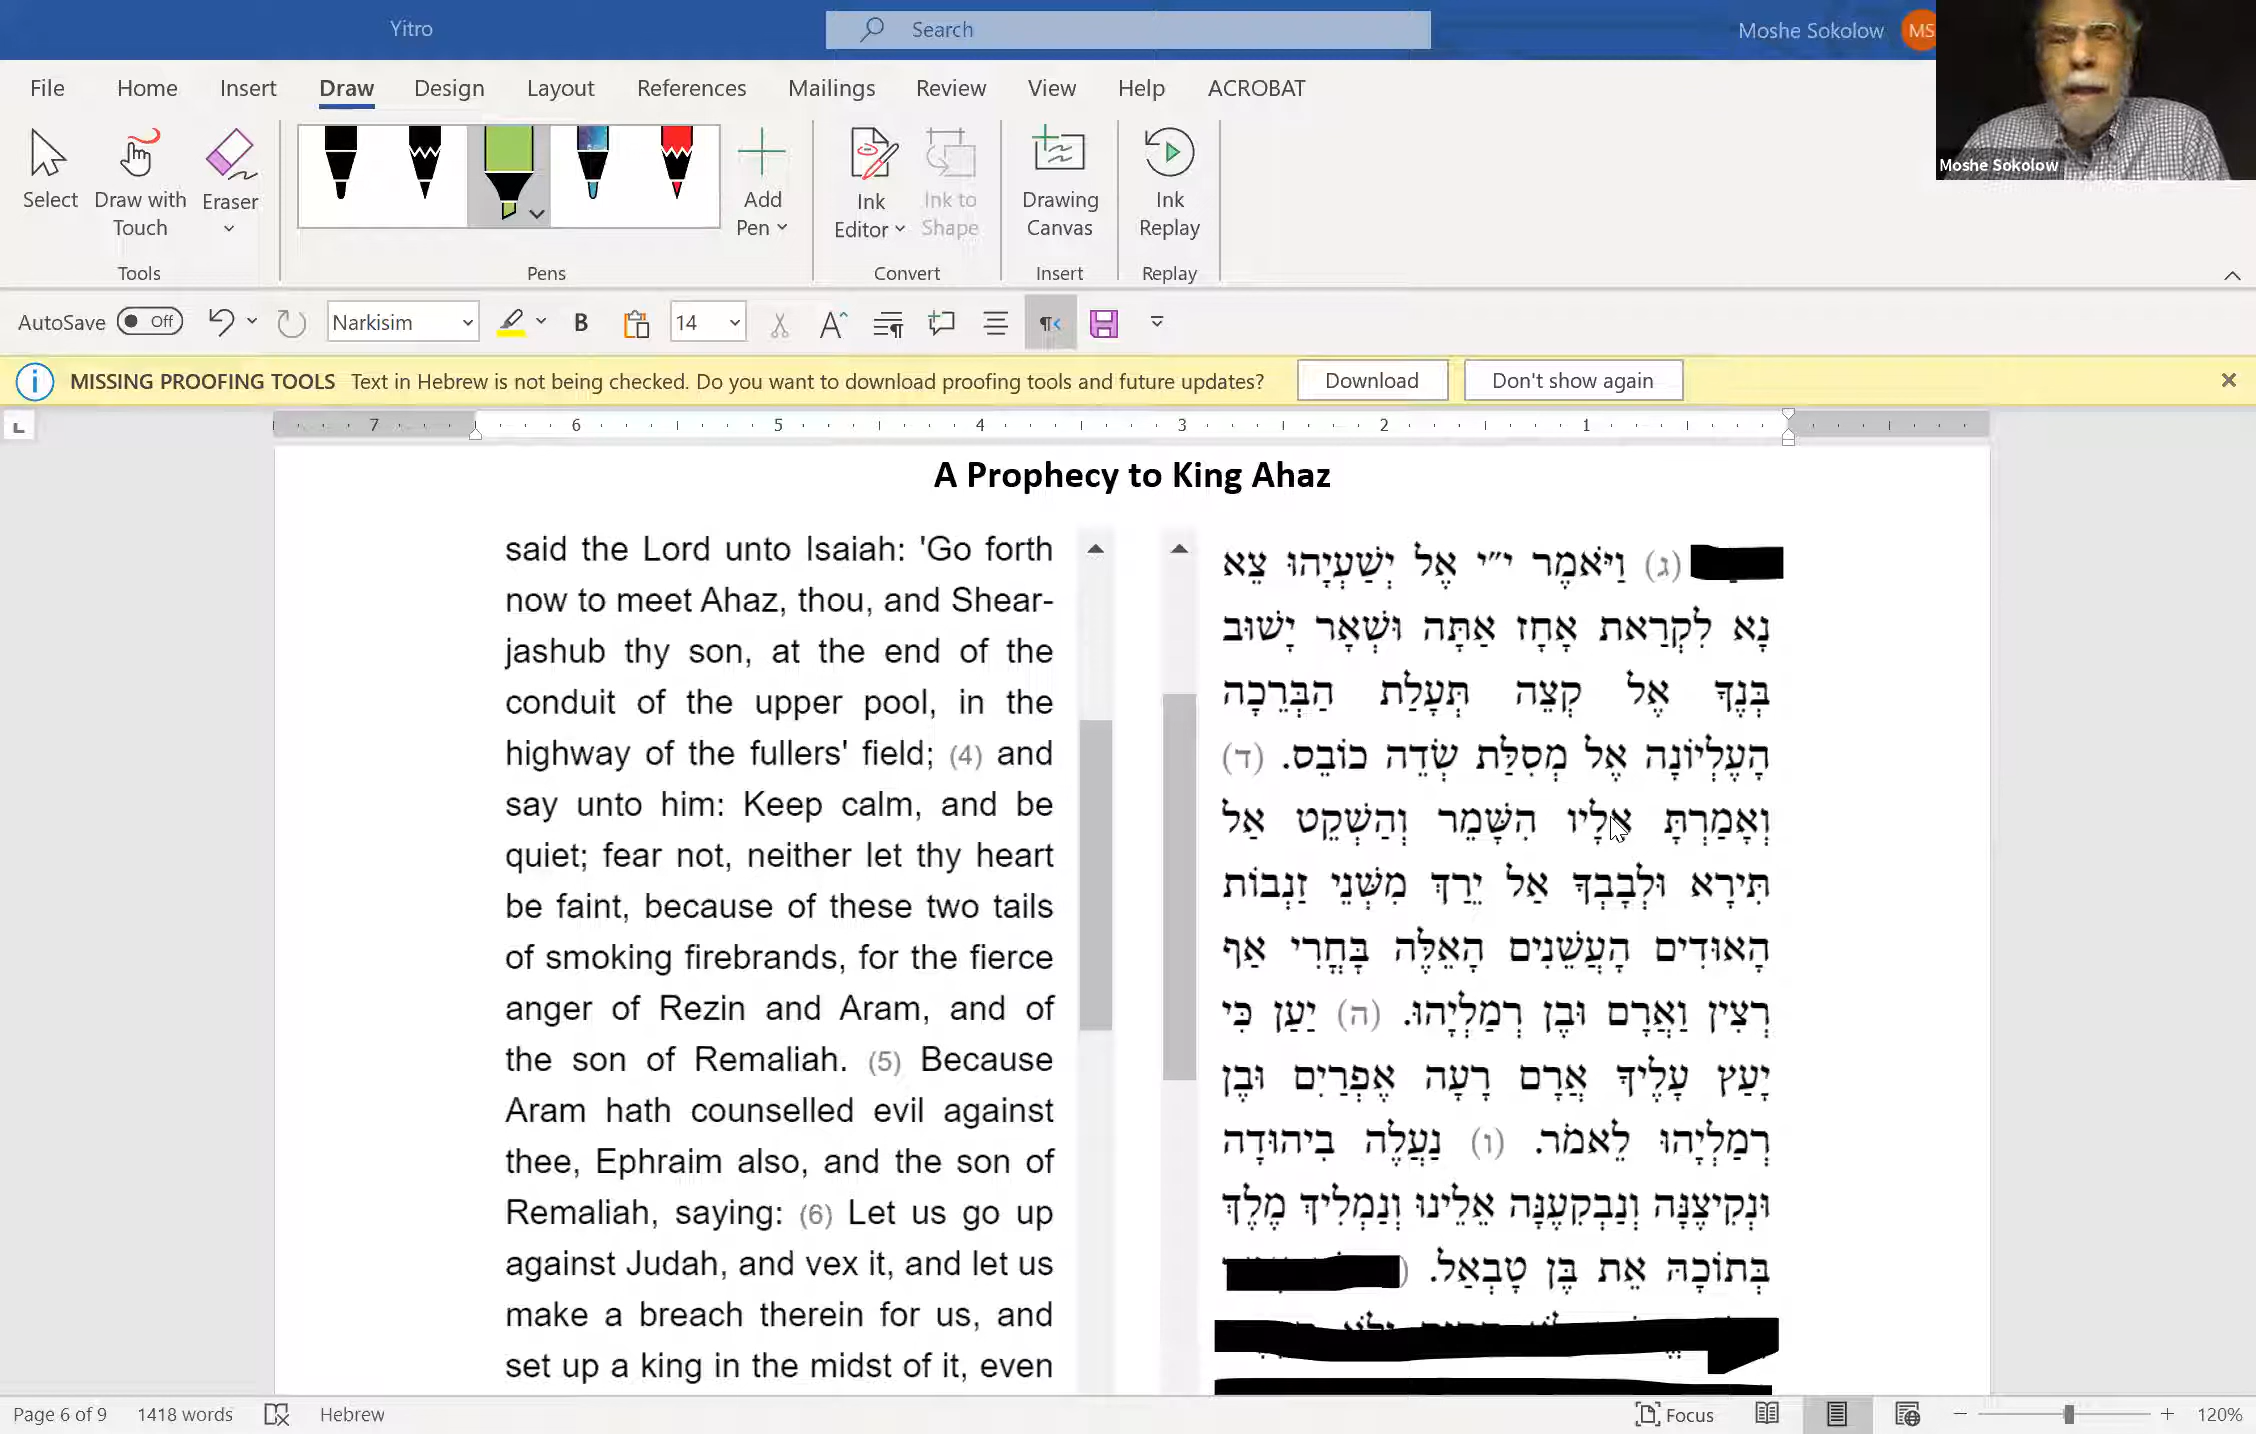 Yitro
Search
Moshe Sokolow
MS
File Home Insert Draw Design Layout References Mailings Review View Help ACROBAT
Moshe Sokolow
Select
Draw with Touch
Eraser
Add Pen
Ink Editor
Ink to Shape
Drawing Canvas
Ink Replay
Tools
Pens
Convert
Insert
Replay
AutoSave Off
Narkisim
B
14
MISSING PROOFING TOOLS Text in Hebrew is not being checked. Do you want to download proofing tools and future updates?
Download
Don't show again
7 6 5 4 3 2 1
A Prophecy to King Ahaz
said the Lord unto Isaiah: 'Go forth
now to meet Ahaz, thou, and Shear-
jashub thy son, at the end of the
conduit of the upper pool, in the
highway of the fullers' field; (4) and
say unto him: Keep calm, and be
quiet; fear not, neither let thy heart
be faint, because of these two tails
of smoking firebrands, for the fierce
anger of Rezin and Aram, and of
the son of Remaliah. (5) Because
Aram hath counselled evil against
thee, Ephraim also, and the son of
Remaliah, saying: (6) Let us go up
against Judah, and vex it, and let us
make a breach therein for us, and
set up a king in the midst of it, even
(ג) וַיֹּאמֶר י״י אֶל יְשַׁעְיָהוּ צֵא
נָא לִקְרַאת אָחָז אַתָּה וּשְׁאָר יָשׁוּב
בְּנֶךָ אֶל קְצֵה תְּעָלַת הַבְּרֵכָה
הָעֶלְיוֹנָה אֶל מְסִלַּת שְׂדֵה כוֹבֵס. (ד)
וְאָמַרְתָּ אֵלָיו הִשָּׁמֵר וְהַשְׁקֵט אַל
תִּירָא וּלְבָבְךָ אַל יֵרַךְ מִשְּׁנֵי זַנְבוֹת
הָאוּדִים הָעֲשֵׁנִים הָאֵלֶּה בָּחֳרִי אַף
רְצִין וַאֲרָם וּבֶן רְמַלְיָהוּ. (ה) יַעַן כִּי
יָעַץ עָלֶיךָ אֲרָם רָעָה אֶפְרַיִם וּבֶן
רְמַלְיָהוּ לֵאמֹר. (ו) נַעֲלֶה בִיהוּדָה
וּנְקִיצֶנָּה וְנַבְקִעֶנָּה אֵלֵינוּ וְנַמְלִיךְ מֶלֶךְ
בְּתוֹכָהּ אֵת בֶּן טָבְאַל.
Page 6 of 9 1418 words Hebrew Focus 120%